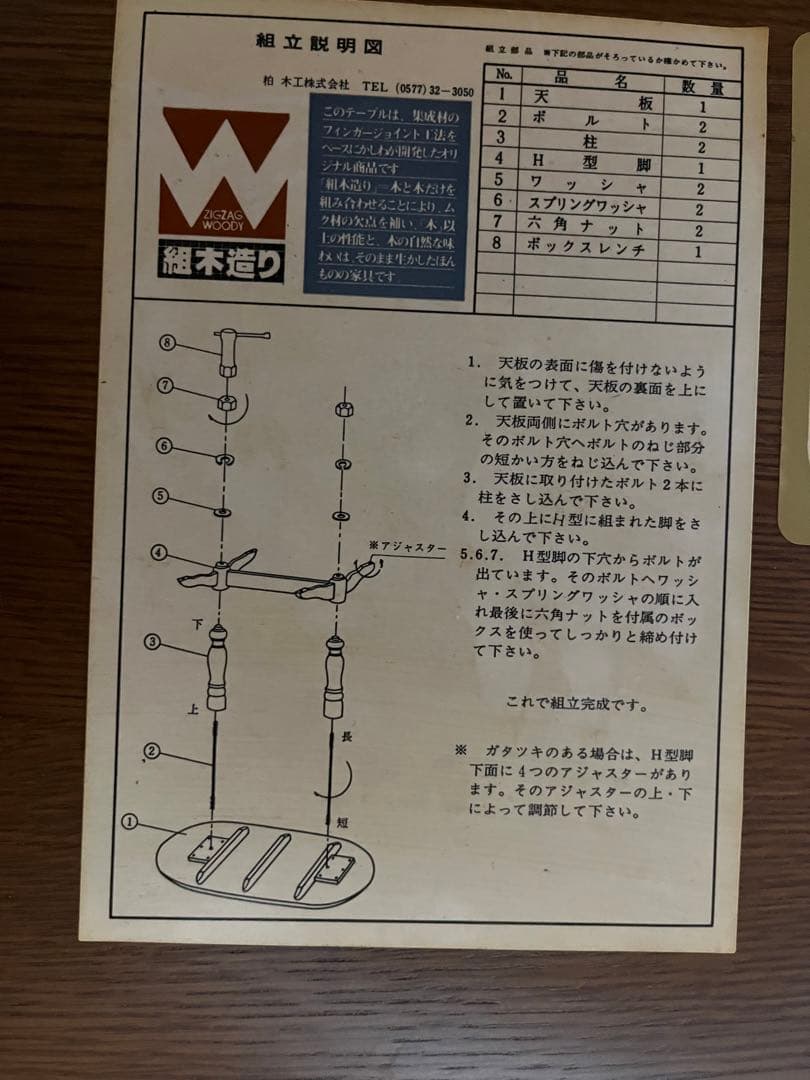 組立説明図
柏 木工株式会社 TEL (0577) 32-3050
ZIGZAG
WOODY
組木造り
このテーブルは、集成材の
フィンガージョイント工法を
ベースにかしわが開発したオリ
ジナル商品です
「組木造り」=木と木だけを
組み合わせることにより、ム
ク材の欠点を補い、木以
上の性能と、木の自然な味
わいは、そのまま生かしたほん
ものの家具です
組立部品 ※下記の部品がそろっているか確かめて下さい。
No. 品名 数量
1 天板 1
2 ボルト 2
3 柱 2
4 H型脚 1
5 ワッシャ 2
6 スプリングワッシャ 2
7 六角ナット 2
8 ボックスレンチ 1
⑧
⑦
⑥
⑤
④
※アジャスター
③
下
上
②
長
短
①
1. 天板の表面に傷を付けないよう
に気をつけて、天板の裏面を上に
して置いて下さい。
2. 天板両側にボルト穴があります。
そのボルト穴へボルトのねじ部分
の短かい方をねじ込んで下さい。
3. 天板に取り付けたボルト2本に
柱をさし込んで下さい。
4. その上にH型に組まれた脚をさ
し込んで下さい。
5.6.7. H型脚の下穴からボルトが
出ています。そのボルトへワッシ
ャ・スプリングワッシャの順に入
れ最後に六角ナットを付属のボッ
クスを使ってしっかりと締め付け
て下さい。
これで組立完成です。
※ ガタツキのある場合は、H型脚
下面に4つのアジャスターがあり
ます。そのアジャスターの上・下
によって調節して下さい。